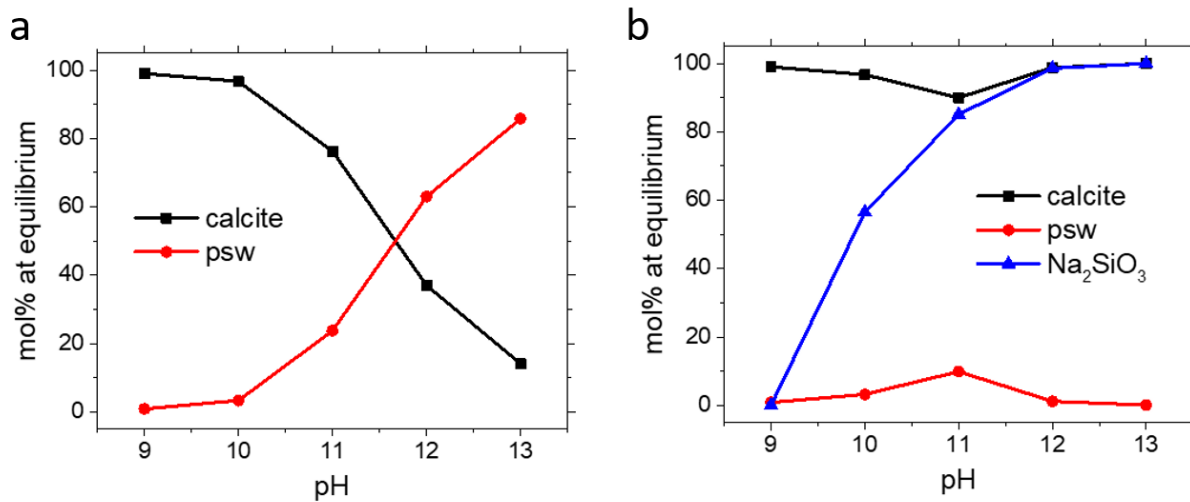 a
mol% at equilibrium
100
80
60
40
20
0
calcite
psw
9 10 11 12 13
pH
b
mol% at equilibrium
100
80
60
40
20
0
calcite
psw
Na₂SiO₃
9 10 11 12 13
pH